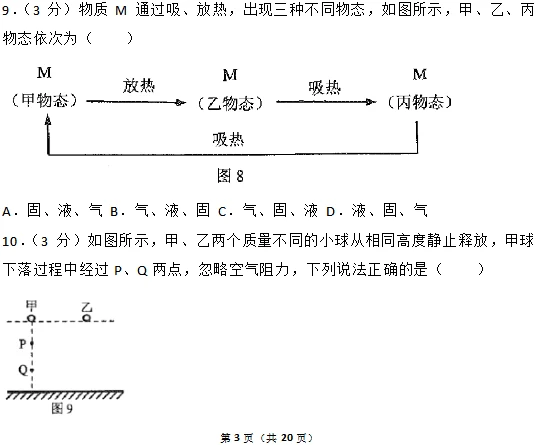 9.(3 分)物质 M 通过吸、放热，出现三种不同物态，如图所示，甲、乙、丙
物态依次为（ ）
M M M
(甲物态) 放热 (乙物态) 吸热 (丙物态)
吸热
图 8
A．固、液、气 B．气、液、固 C．气、固、液 D．液、固、气
10.(3 分)如图所示，甲、乙两个质量不同的小球从相同高度静止释放，甲球
下落过程中经过 P、Q 两点，忽略空气阻力，下列说法正确的是（ ）
甲 乙
P
Q
图 9
第 3 页（共 20 页）